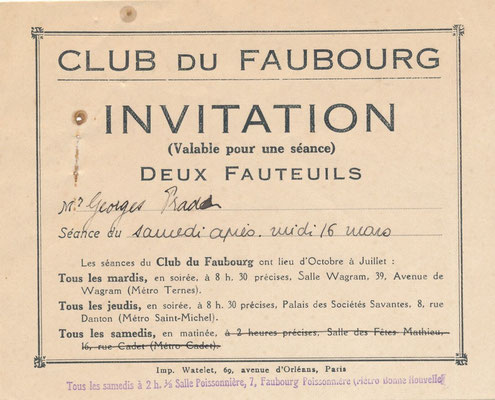 CLUB DU FAUBOURG
INVITATION
(Valable pour une séance)
DEUX FAUTEUILS
Mr Georges Prade
Séance du samedi après-midi 16 mars
Les séances du Club du Faubourg ont lieu d'Octobre à Juillet :
Tous les mardis, en soirée, à 8 h. 30 précises, Salle Wagram, 39, Avenue de
Wagram (Métro Ternes).
Tous les jeudis, en soirée, à 8 h. 30 précises, Palais des Sociétés Savantes, 8, rue
Danton (Métro Saint-Michel).
Tous les samedis, en matinée, à 2 heures précises, Salle des Fêtes Mathieu,
16, rue Cadet (Métro Cadet).
Imp. Watelet, 69, avenue d'Orléans, Paris
Tous les samedis à 2 h. ½ Salle Poissonnière, 7, Faubourg Poissonnière (Métro Bonne Nouvelle)